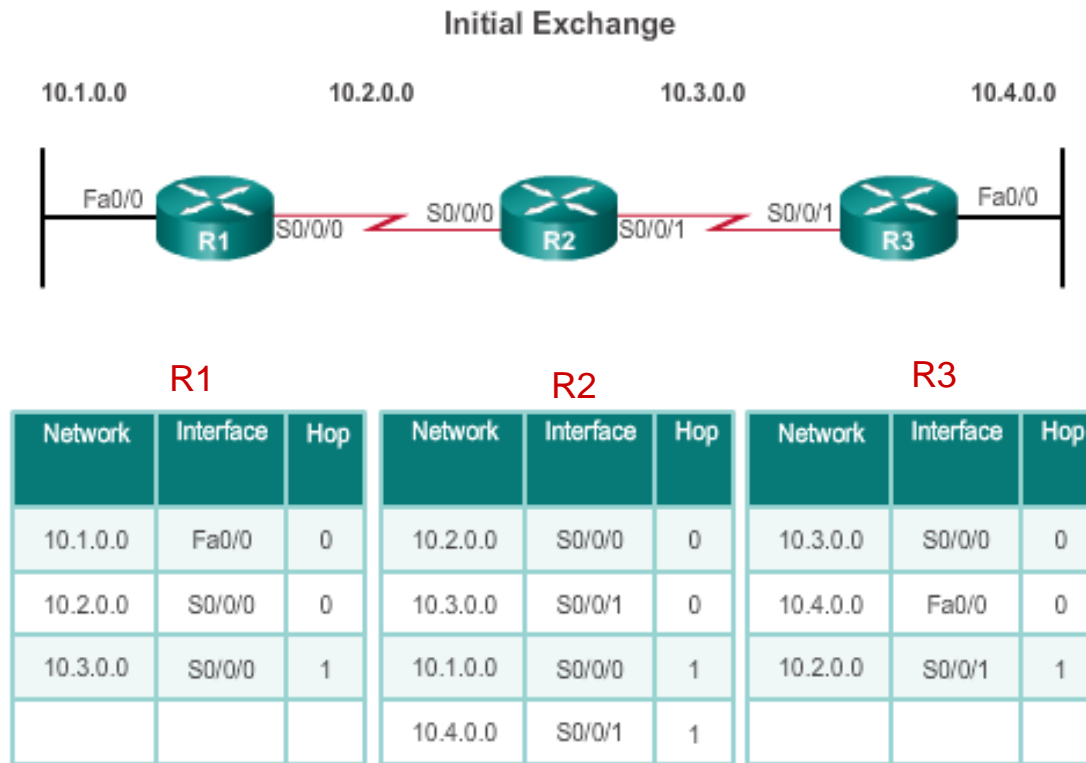 Initial Exchange
10.1.0.0 10.2.0.0 10.3.0.0 10.4.0.0
Fa0/0 R1 S0/0/0 S0/0/0 R2 S0/0/1 S0/0/1 R3 Fa0/0
R1 R2 R3
Network Interface Hop Network Interface Hop Network Interface Hop
10.1.0.0 Fa0/0 0 10.2.0.0 S0/0/0 0 10.3.0.0 S0/0/0 0
10.2.0.0 S0/0/0 0 10.3.0.0 S0/0/1 0 10.4.0.0 Fa0/0 0
10.3.0.0 S0/0/0 1 10.1.0.0 S0/0/0 1 10.2.0.0 S0/0/1 1
10.4.0.0 S0/0/1 1